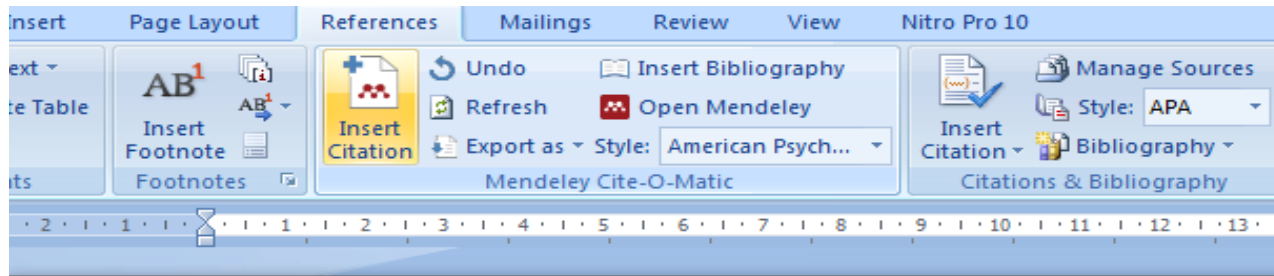 nsert Page Layout References Mailings Review View Nitro Pro 10
ext
AB1
AB1
Undo
Insert Bibliography
Manage Sources
te Table
Refresh
Open Mendeley
Style: APA
Insert
Footnote
Insert
Citation
Export as
Style: American Psych...
Insert
Citation
Bibliography
ts
Footnotes
Mendeley Cite-O-Matic
Citations & Bibliography
2 1 1 2 3 4 5 6 7 8 9 10 11 12 13